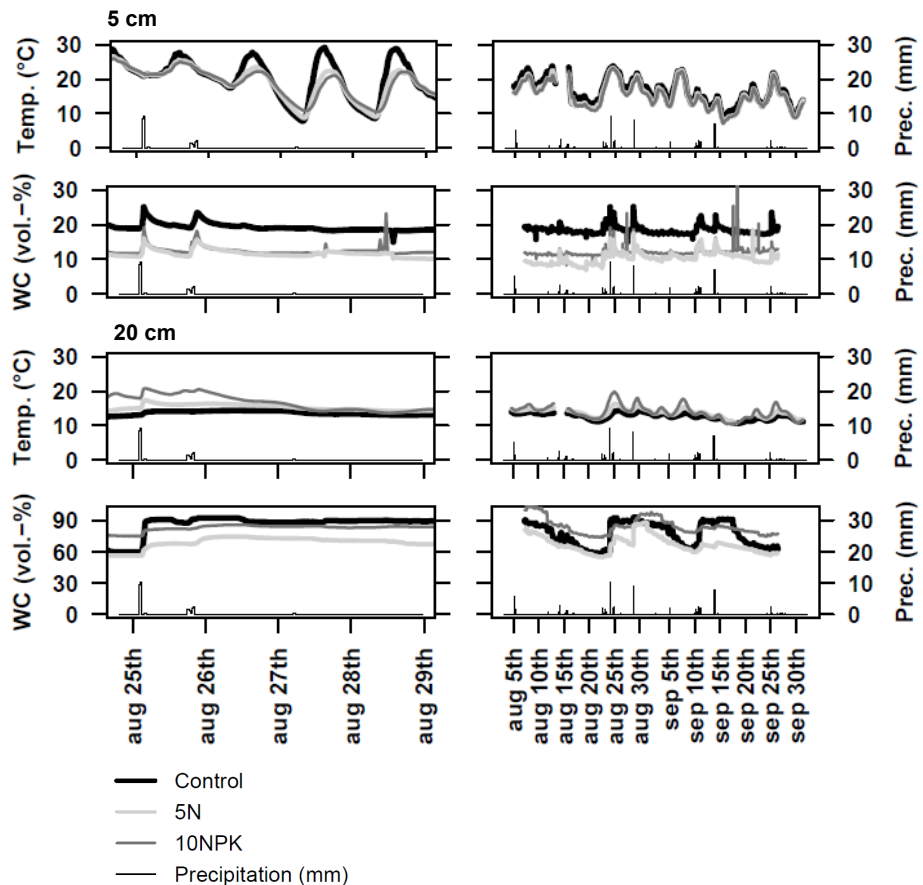 5 cm
Temp. (°C)
30
20
10
0
30
20
10
0
Prec. (mm)
WC (vol.−%)
30
20
10
0
30
20
10
0
Prec. (mm)
20 cm
Temp. (°C)
30
20
10
0
30
20
10
0
Prec. (mm)
WC (vol.−%)
90
60
30
0
30
20
10
0
Prec. (mm)
aug 25th
aug 26th
aug 27th
aug 28th
aug 29th
aug 5th
aug 10th
aug 15th
aug 20th
aug 25th
aug 30th
sep 5th
sep 10th
sep 15th
sep 20th
sep 25th
sep 30th
Control
5N
10NPK
Precipitation (mm)